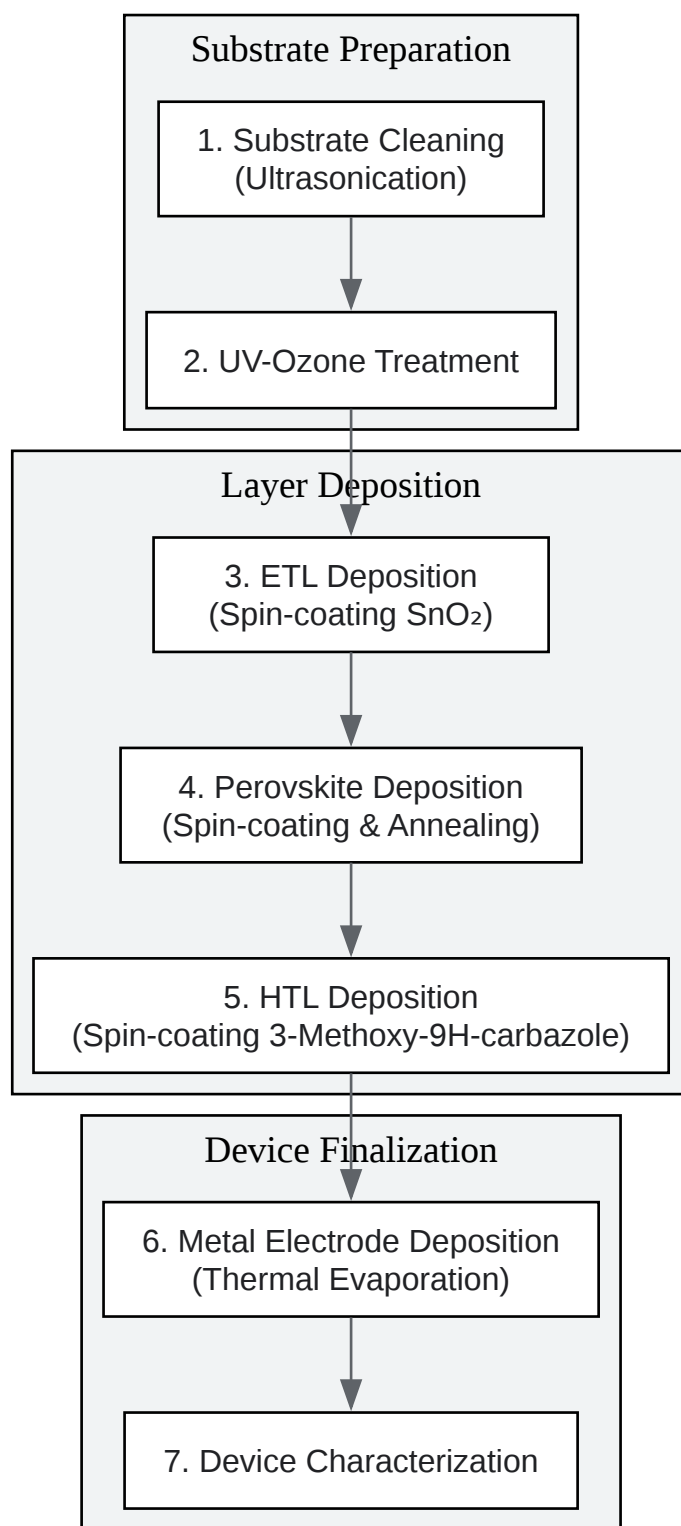 Substrate Preparation
1. Substrate Cleaning
(Ultrasonication)
2. UV-Ozone Treatment
Layer Deposition
3. ETL Deposition
(Spin-coating SnO₂)
4. Perovskite Deposition
(Spin-coating & Annealing)
5. HTL Deposition
(Spin-coating 3-Methoxy-9H-carbazole)
Device Finalization
6. Metal Electrode Deposition
(Thermal Evaporation)
7. Device Characterization